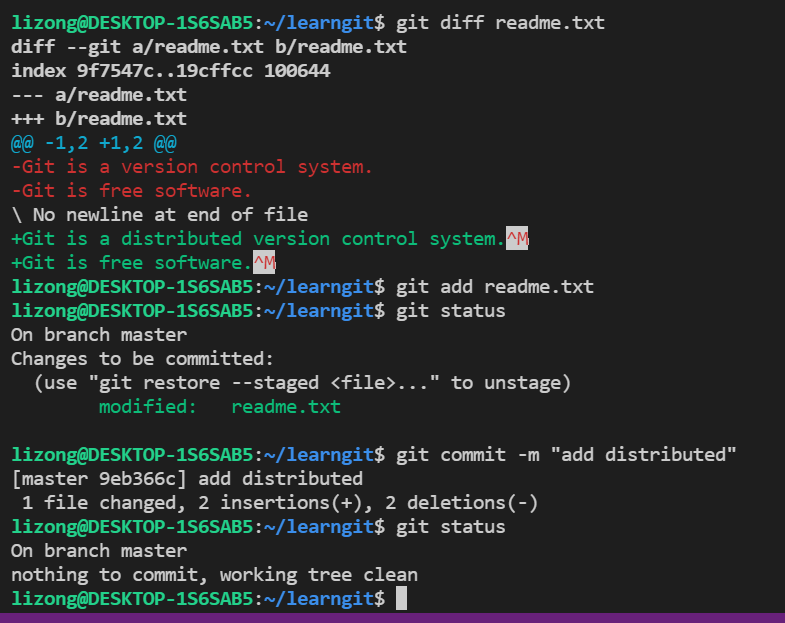 lizong@DESKTOP-1S6SAB5:~/learngit$ git diff readme.txt
diff --git a/readme.txt b/readme.txt
index 9f7547c..19cffcc 100644
--- a/readme.txt
+++ b/readme.txt
@@ -1,2 +1,2 @@
-Git is a version control system.
-Git is free software.
\ No newline at end of file
+Git is a distributed version control system.^M
+Git is free software.^M
lizong@DESKTOP-1S6SAB5:~/learngit$ git add readme.txt
lizong@DESKTOP-1S6SAB5:~/learngit$ git status
On branch master
Changes to be committed:
  (use "git restore --staged <file>..." to unstage)
        modified:   readme.txt

lizong@DESKTOP-1S6SAB5:~/learngit$ git commit -m "add distributed"
[master 9eb366c] add distributed
 1 file changed, 2 insertions(+), 2 deletions(-)
lizong@DESKTOP-1S6SAB5:~/learngit$ git status
On branch master
nothing to commit, working tree clean
lizong@DESKTOP-1S6SAB5:~/learngit$